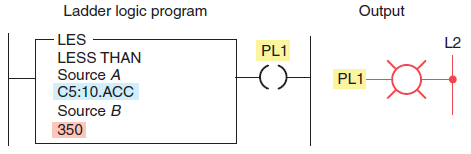 Ladder logic program
Output
LES
LESS THAN
Source A
C5:10.ACC
Source B
350
PL1
PL1
L2